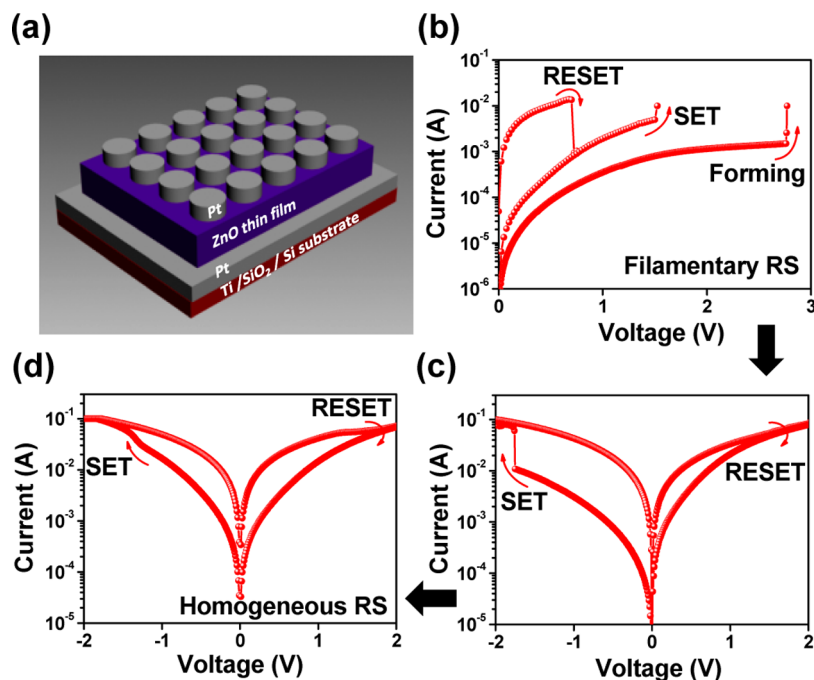 (a)
Pt
ZnO thin film
Pt
Ti /SiO₂ / Si substrate
(b)
10⁻¹
10⁻²
10⁻³
10⁻⁴
10⁻⁵
10⁻⁶
Current (A)
RESET
SET
Forming
Filamentary RS
0 1 2 3
Voltage (V)
(d)
10⁻¹
10⁻²
10⁻³
10⁻⁴
10⁻⁵
Current (A)
RESET
SET
Homogeneous RS
-2 -1 0 1 2
Voltage (V)
(c)
10⁻¹
10⁻²
10⁻³
10⁻⁴
10⁻⁵
Current (A)
RESET
SET
-2 -1 0 1 2
Voltage (V)